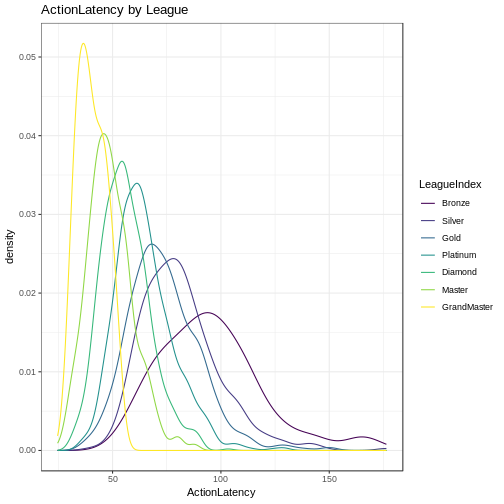 ActionLatency by League
density
0.05
0.04
0.03
0.02
0.01
0.00
50
100
150
ActionLatency
LeagueIndex
Bronze
Silver
Gold
Platinum
Diamond
Master
GrandMaster